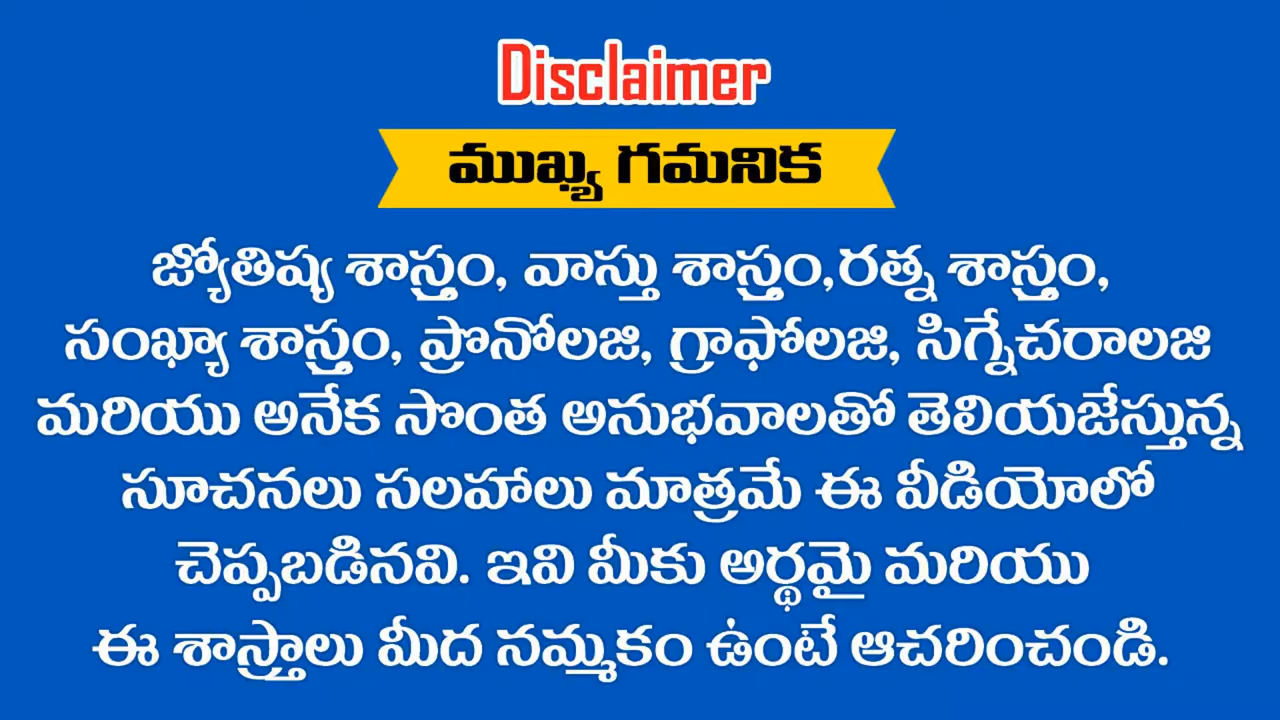 Disclaimer
ముఖ్య గమనిక
జ్యోతిష్య శాస్త్రం, వాస్తు శాస్త్రం,రత్న శాస్త్రం,
సంఖ్యా శాస్త్రం, ప్రొనోలజి, గ్రాఫోలజి, సిగ్నేచరాలజి
మరియు అనేక సొంత అనుభవాలతో తెలియజేస్తున్న
సూచనలు సలహాలు మాత్రమే ఈ వీడియోలో
చెప్పబడినవి. ఇవి మీకు అర్థమై మరియు
ఈ శాస్త్రాలు మీద నమ్మకం ఉంటే ఆచరించండి.